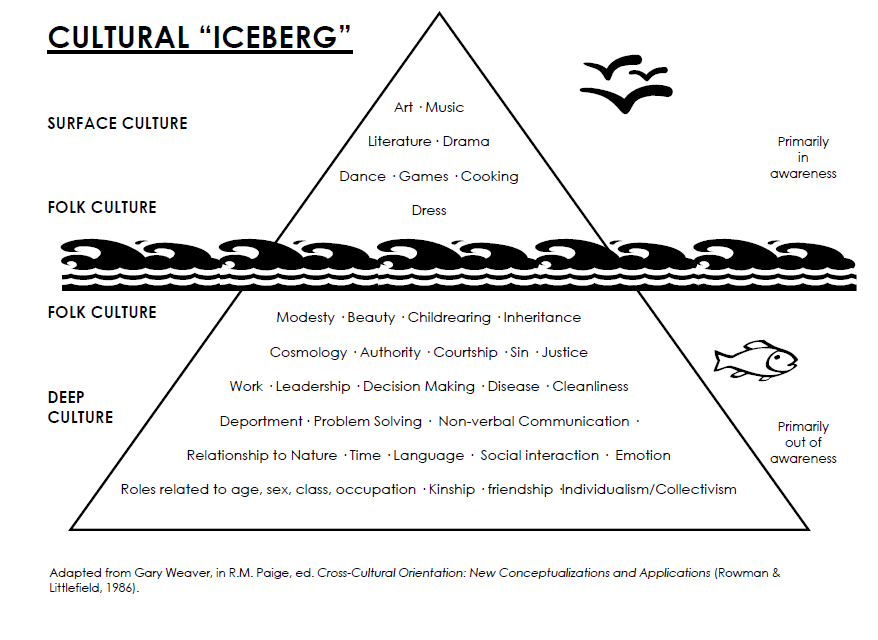 CULTURAL “ICEBERG”
Art · Music
SURFACE CULTURE
Literature · Drama
Primarily
in
awareness
Dance · Games · Cooking
FOLK CULTURE
Dress
FOLK CULTURE
Modesty · Beauty · Childrearing · Inheritance
Cosmology · Authority · Courtship · Sin · Justice
Work · Leadership · Decision Making · Disease · Cleanliness
DEEP
CULTURE
Deportment · Problem Solving · Non-verbal Communication ·
Primarily
out of
awareness
Relationship to Nature · Time · Language · Social interaction · Emotion
Roles related to age, sex, class, occupation · Kinship · friendship ·Individualism/Collectivism
Adapted from Gary Weaver, in R.M. Paige, ed. Cross-Cultural Orientation: New Conceptualizations and Applications (Rowman &
Littlefield, 1986).